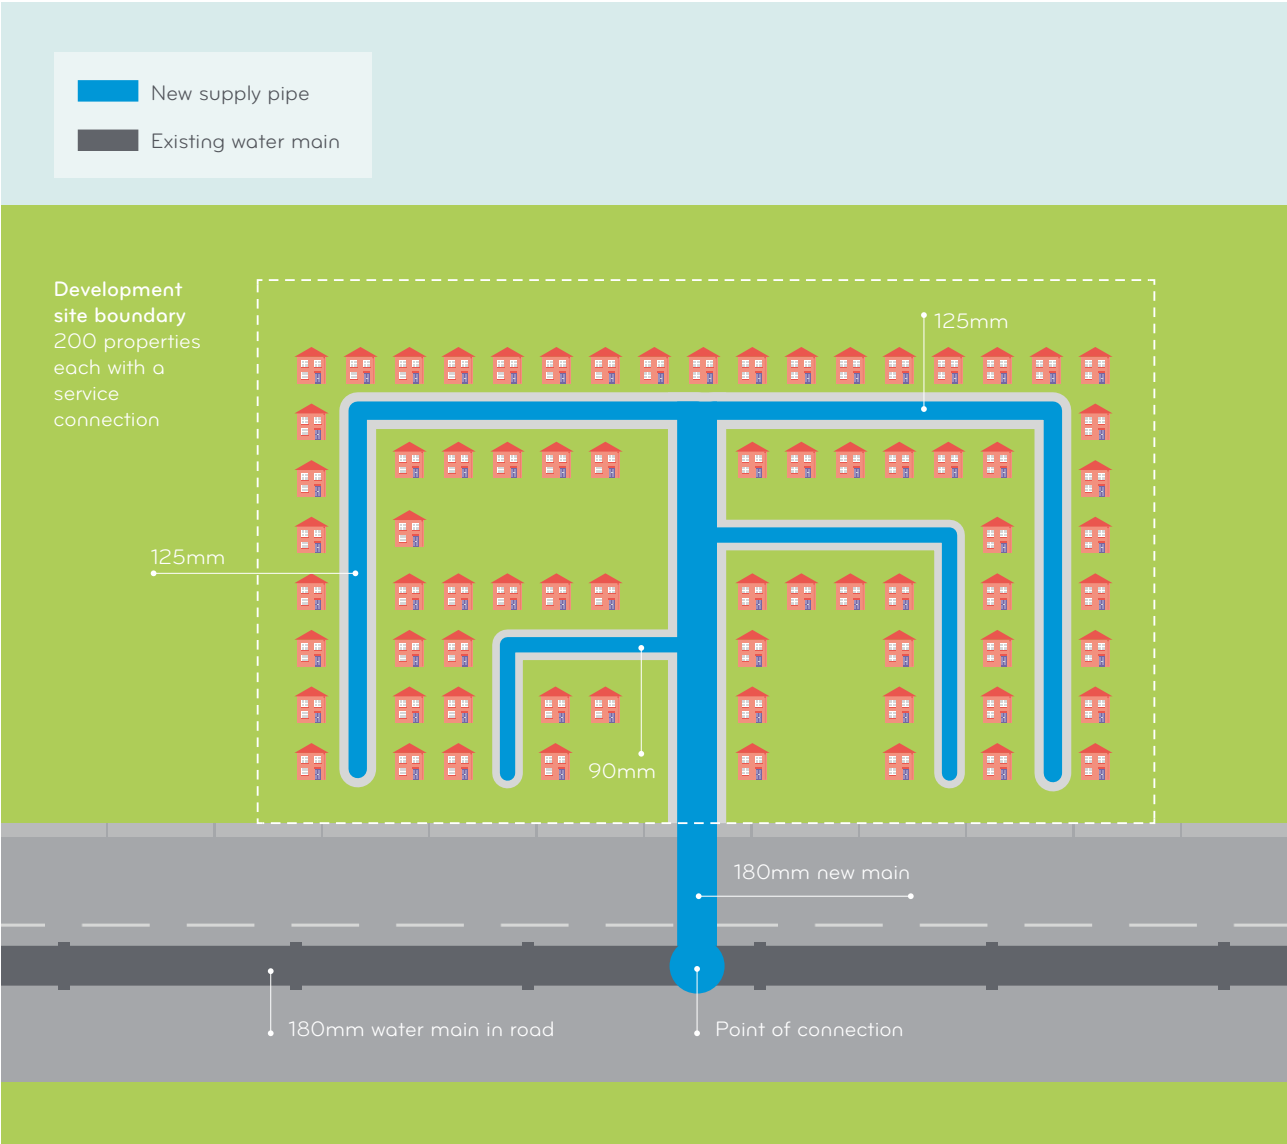 New supply pipe
Existing water main
Development
site boundary
200 properties
each with a
service
connection
125mm
125mm
90mm
180mm new main
180mm water main in road
Point of connection